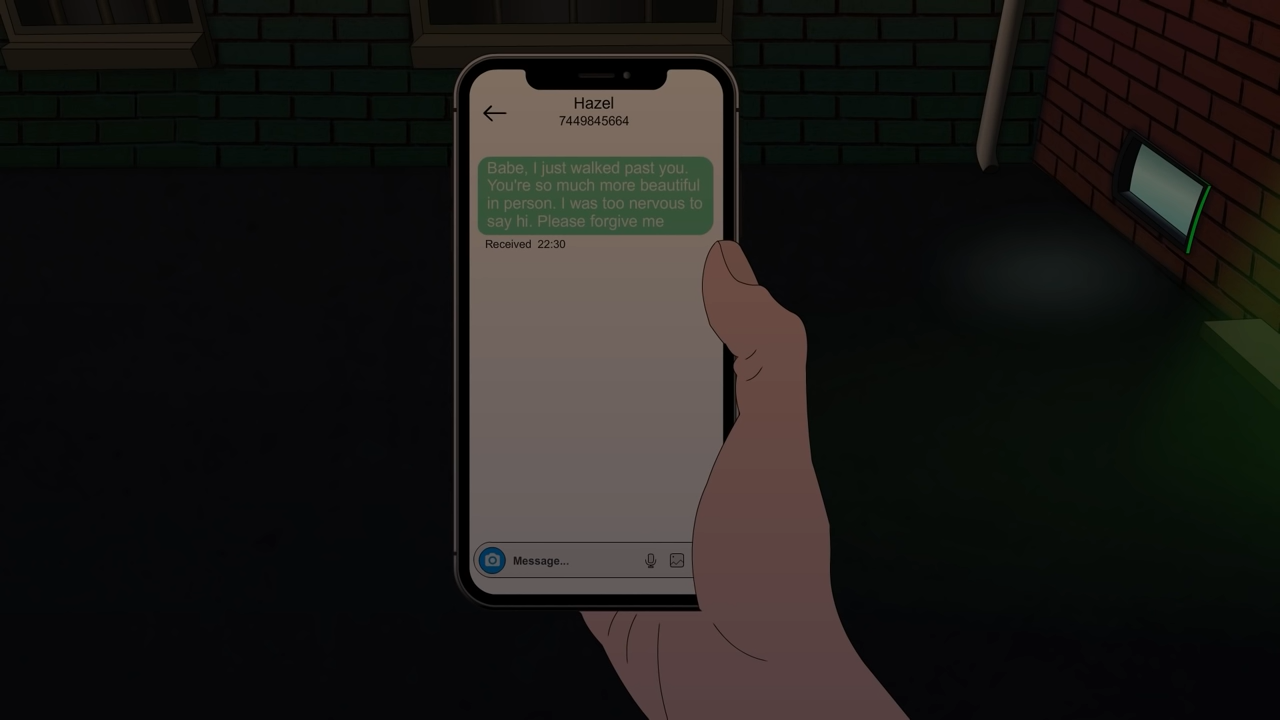 Hazel
7449845664
Babe, I just walked past you.
You're so much more beautiful
in person. I was too nervous to
say hi. Please forgive me
Received 22:30
Message...